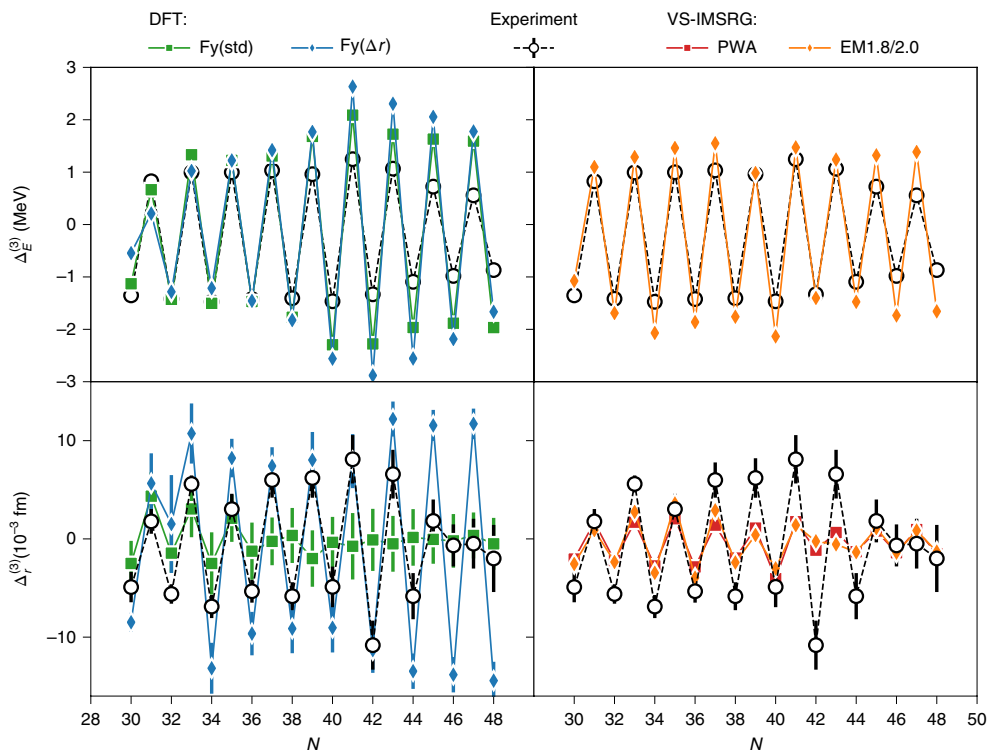 DFT: Experiment VS-IMSRG:
Fy(std) Fy(Δr) PWA EM1.8/2.0
3
2
1
0
−1
−2
−3
Δ_E^(3) (MeV)
10
0
−10
Δ_r^(3)(10^−3 fm)
28 30 32 34 36 38 40 42 44 46 48 30 32 34 36 38 40 42 44 46 48 50
N N